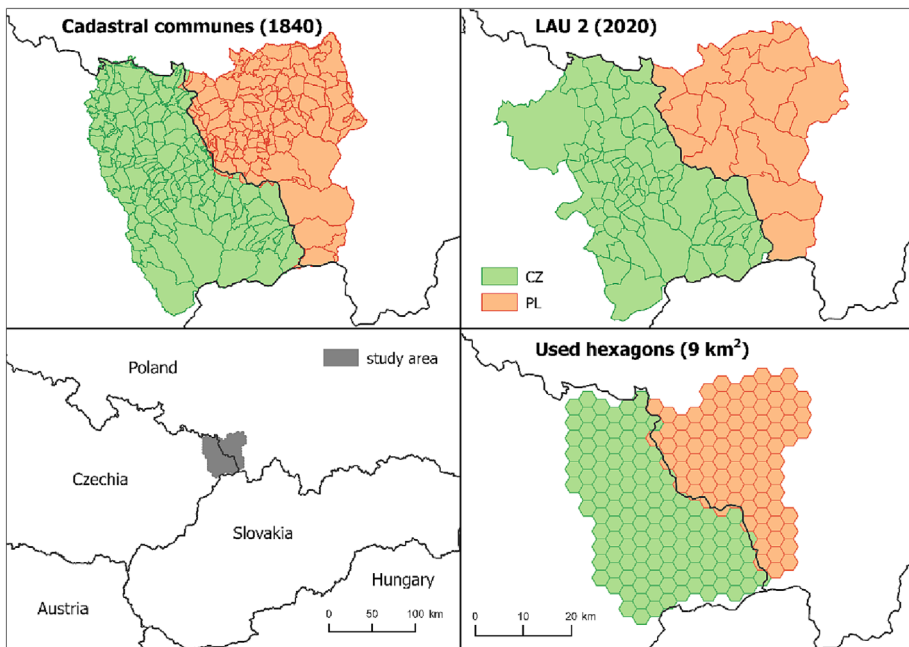 Cadastral communes (1840)
LAU 2 (2020)
CZ
PL
study area
Poland
Czechia
Slovakia
Hungary
Austria
0 50 100 km
Used hexagons (9 km²)
0 10 20 km